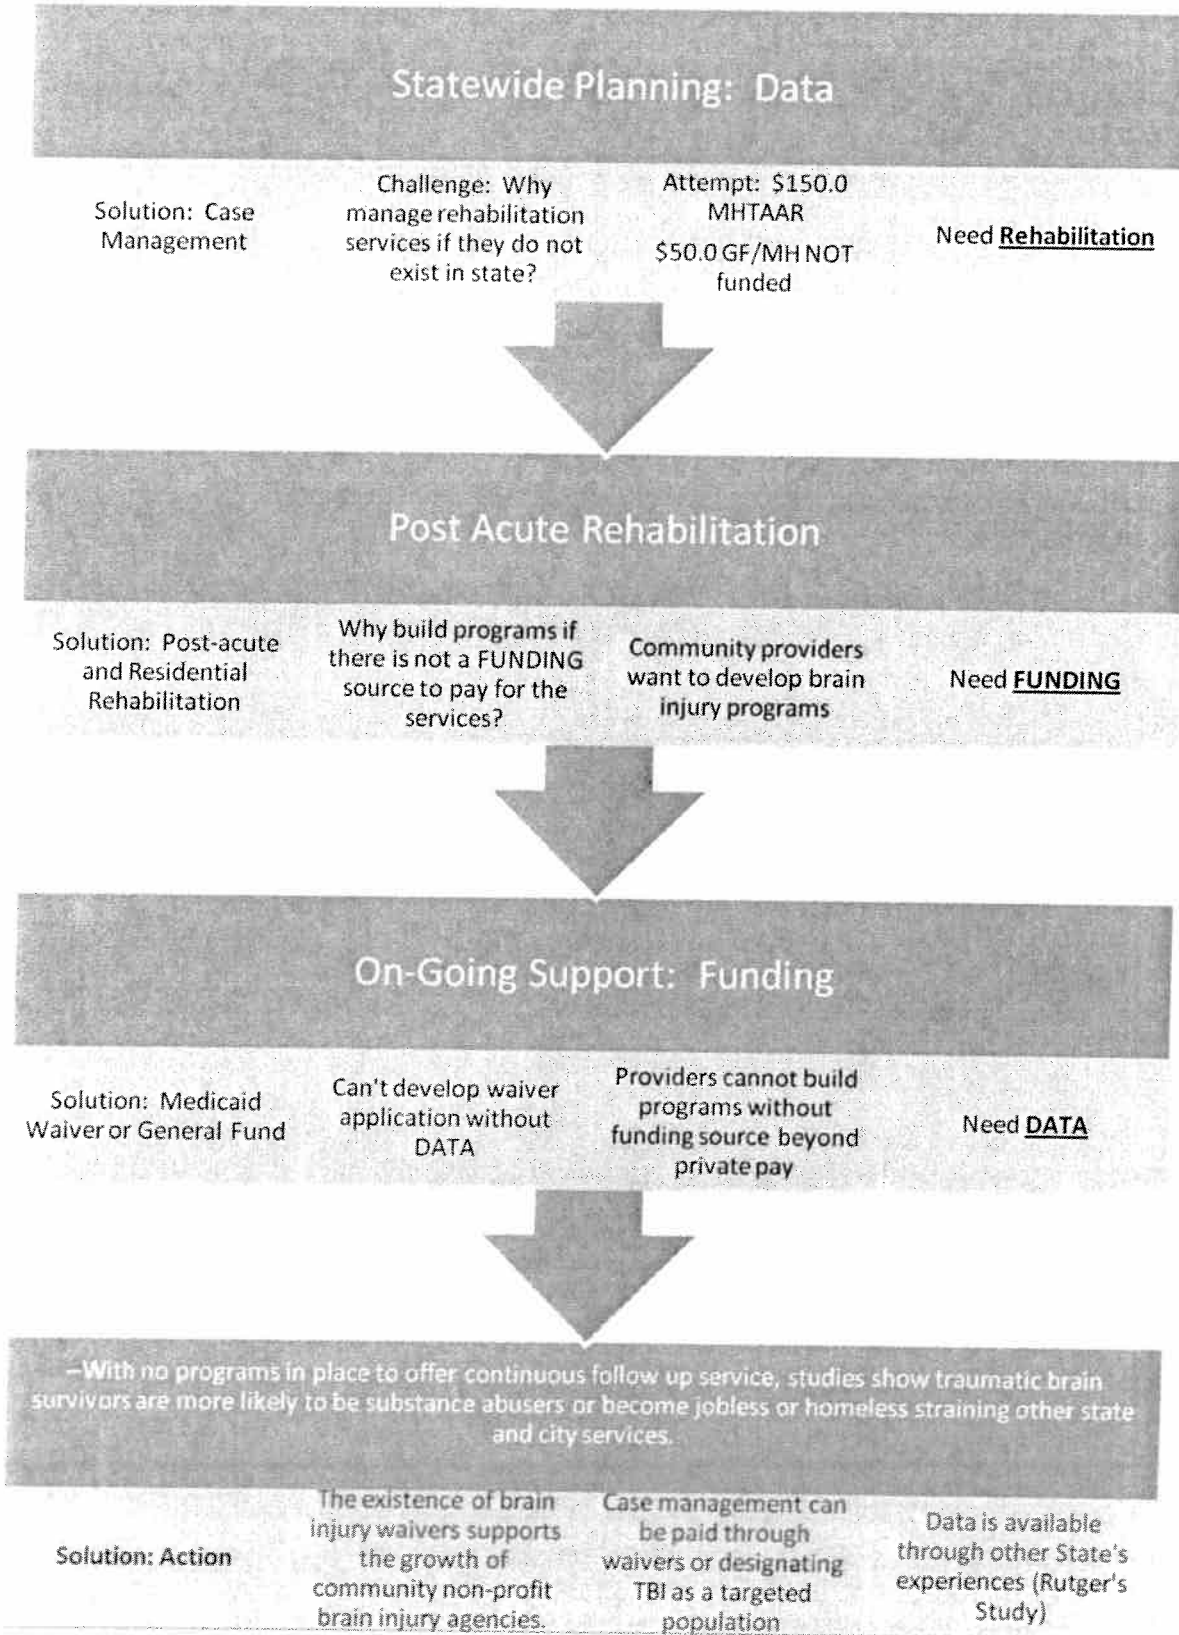 Statewide Planning: Data
Solution: Case
Management
Challenge: Why
manage rehabilitation
services if they do not
exist in state?
Attempt: $150.0
MHTAAR
$50.0 GF/MH NOT
funded
Need Rehabilitation
Post Acute Rehabilitation
Solution: Post-acute
and Residential
Rehabilitation
Why build programs if
there is not a FUNDING
source to pay for the
services?
Community providers
want to develop brain
injury programs
Need FUNDING
On-Going Support: Funding
Solution: Medicaid
Waiver or General Fund
Can't develop waiver
application without
DATA
Providers cannot build
programs without
funding source beyond
private pay
Need DATA
–With no programs in place to offer continuous follow up service, studies show traumatic brain
survivors are more likely to be substance abusers or become jobless or homeless straining other state
and city services.
Solution: Action
The existence of brain
injury waivers supports
the growth of
community non-profit
brain injury agencies.
Case management can
be paid through
waivers or designating
TBI as a targeted
population
Data is available
through other State's
experiences (Rutger's
Study)